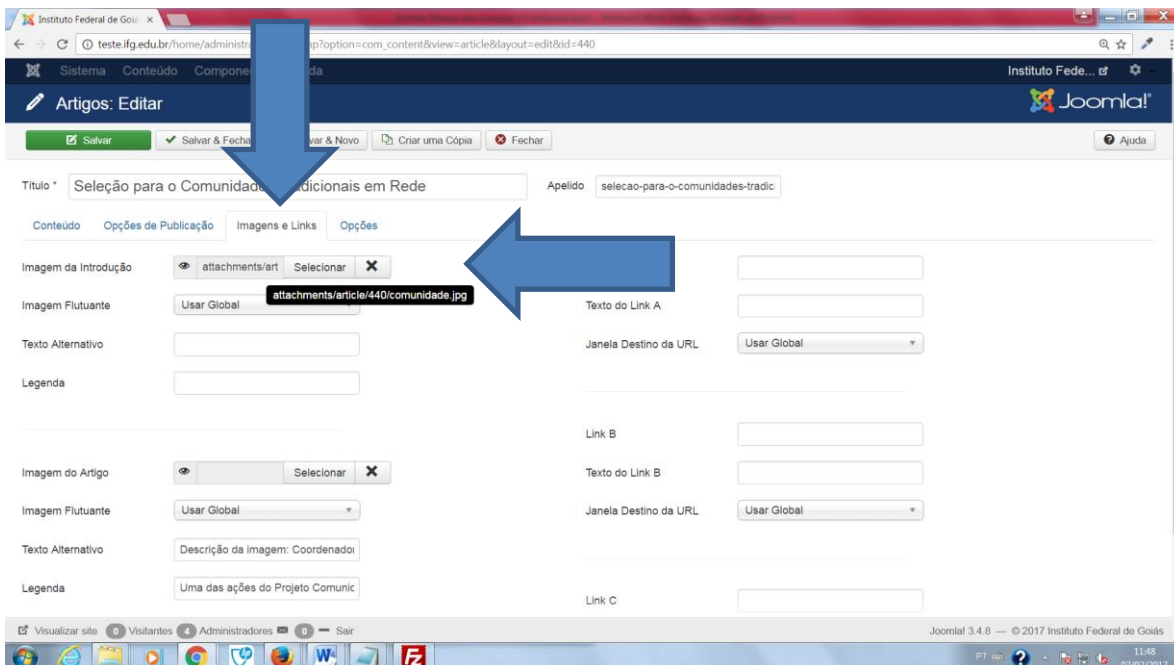 Instituto Federal de Goiá
teste.ifg.edu.br/home/administra p?option=com_content&view=article&layout=edit&id=440
Sistema Conteúdo Compone da Instituto Fede...
Artigos: Editar Joomla!
Salvar Salvar & Fecha var & Novo Criar uma Cópia Fechar Ajuda
Título * Seleção para o Comunidade dicionais em Rede Apelido selecao-para-o-comunidades-tradic
Conteúdo Opções de Publicação Imagens e Links Opções
Imagem da Introdução attachments/art Selecionar
attachments/article/440/comunidade.jpg
Imagem Flutuante Usar Global Texto do Link A
Texto Alternativo Janela Destino da URL Usar Global
Legenda
Link B
Imagem do Artigo Selecionar Texto do Link B
Imagem Flutuante Usar Global Janela Destino da URL Usar Global
Texto Alternativo Descrição da imagem: Coordenador
Legenda Uma das ações do Projeto Comunic
Link C
Visualizar site 0 Visitantes 4 Administradores 0 Sair Joomla! 3.4.8 — © 2017 Instituto Federal de Goiás
PT 11:48
02/02/2017